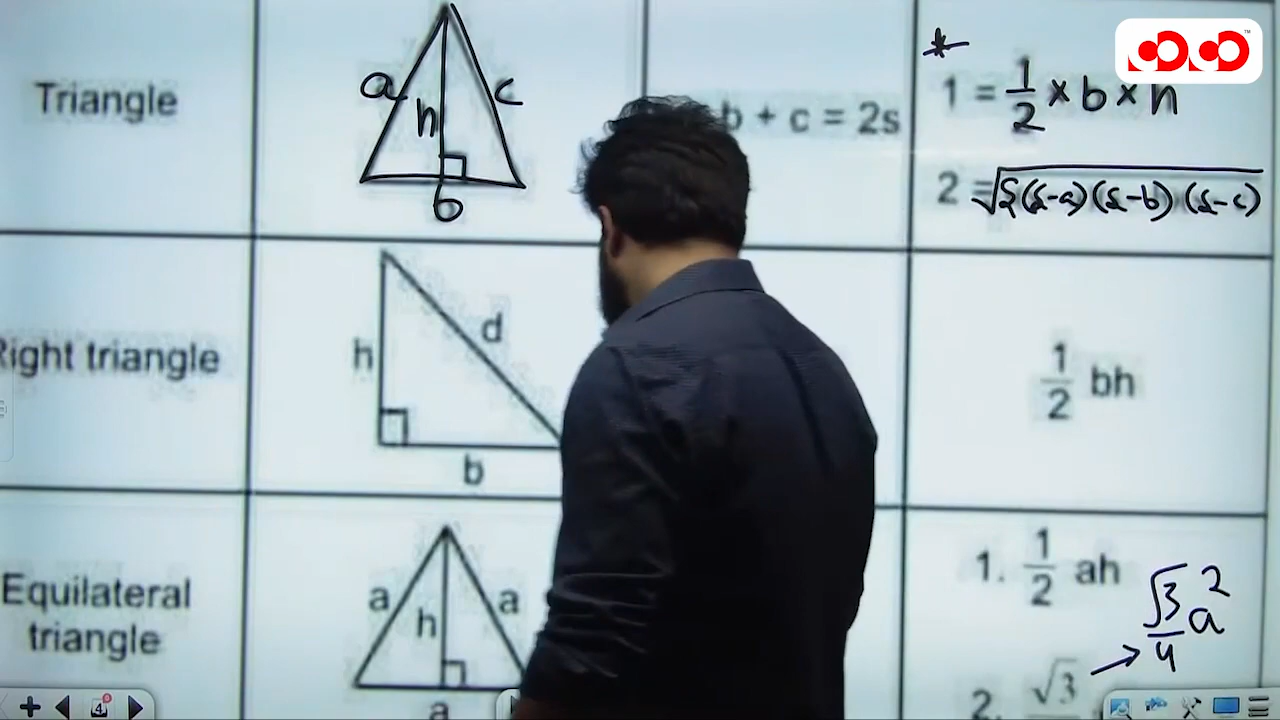 Triangle
a
h
c
b
b + c = 2s
*
1 = 1/2 × b × h
2 = √s(s-a)(s-b)(s-c)
Right triangle
h
d
b
1/2 bh
Equilateral
triangle
a
h
a
a
1. 1/2 ah
√3/4 a²
→
2. √3
4